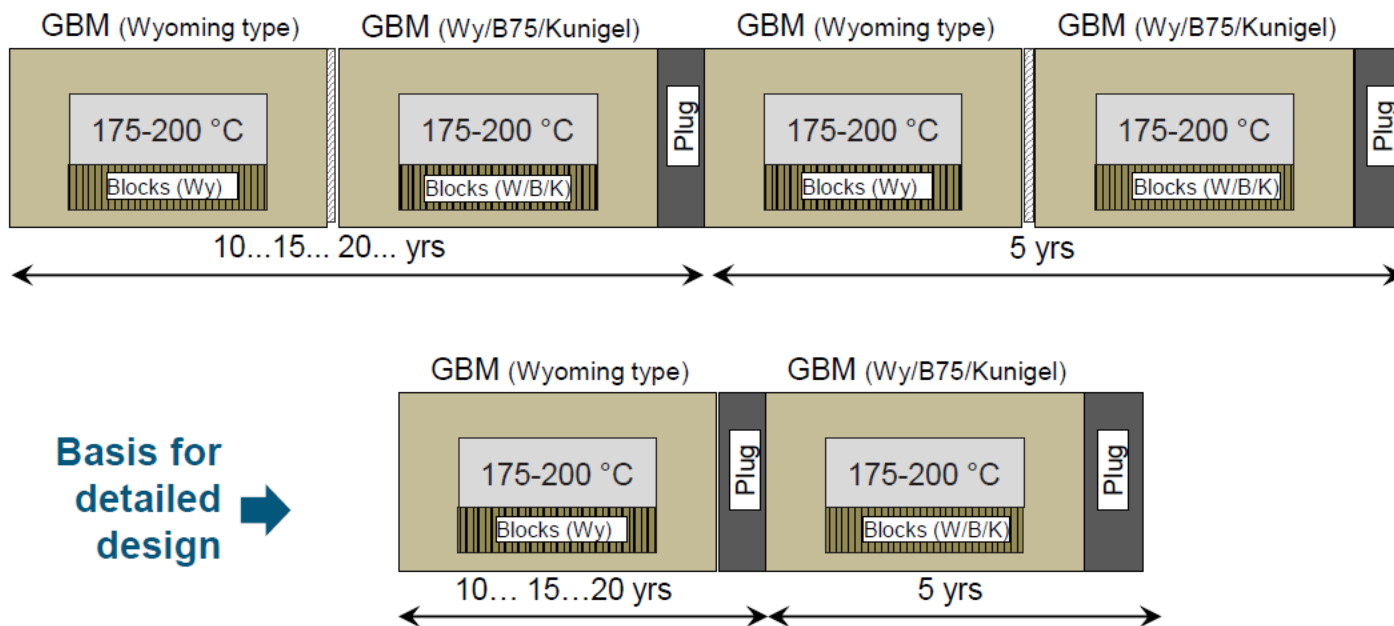 GBM (Wyoming type)
GBM (Wy/B75/Kunigel)
GBM (Wyoming type)
GBM (Wy/B75/Kunigel)
175-200 °C
175-200 °C
Plug
175-200 °C
175-200 °C
Plug
Blocks (Wy)
Blocks (W/B/K)
Blocks (Wy)
Blocks (W/B/K)
10...15... 20... yrs
5 yrs
GBM (Wyoming type)
GBM (Wy/B75/Kunigel)
Basis for
detailed
design
175-200 °C
Plug
175-200 °C
Plug
Blocks (Wy)
Blocks (W/B/K)
10... 15...20 yrs
5 yrs